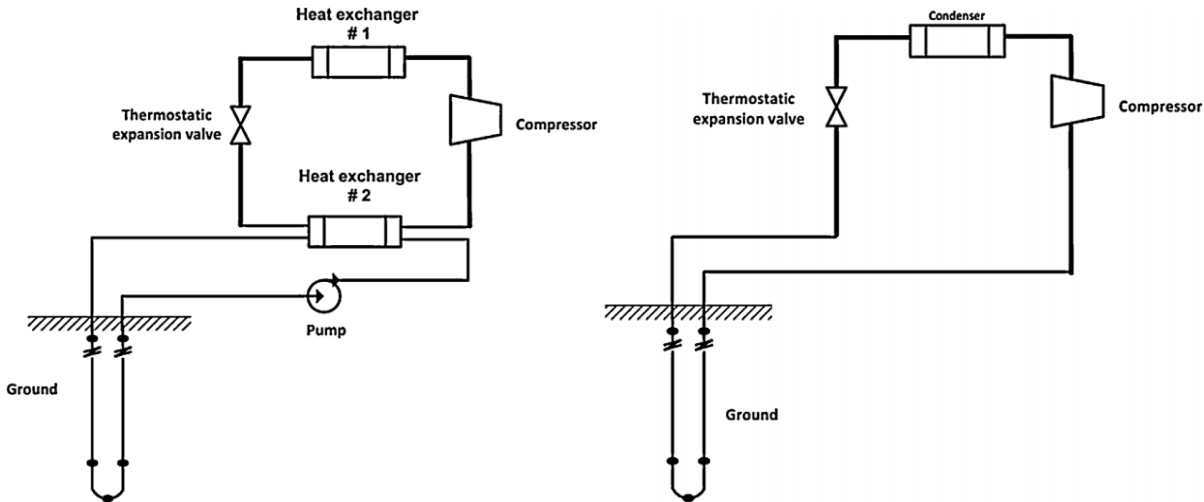 Heat exchanger
# 1
Thermostatic
expansion valve
Compressor
Heat exchanger
# 2
Pump
Ground
Condenser
Thermostatic
expansion valve
Compressor
Ground